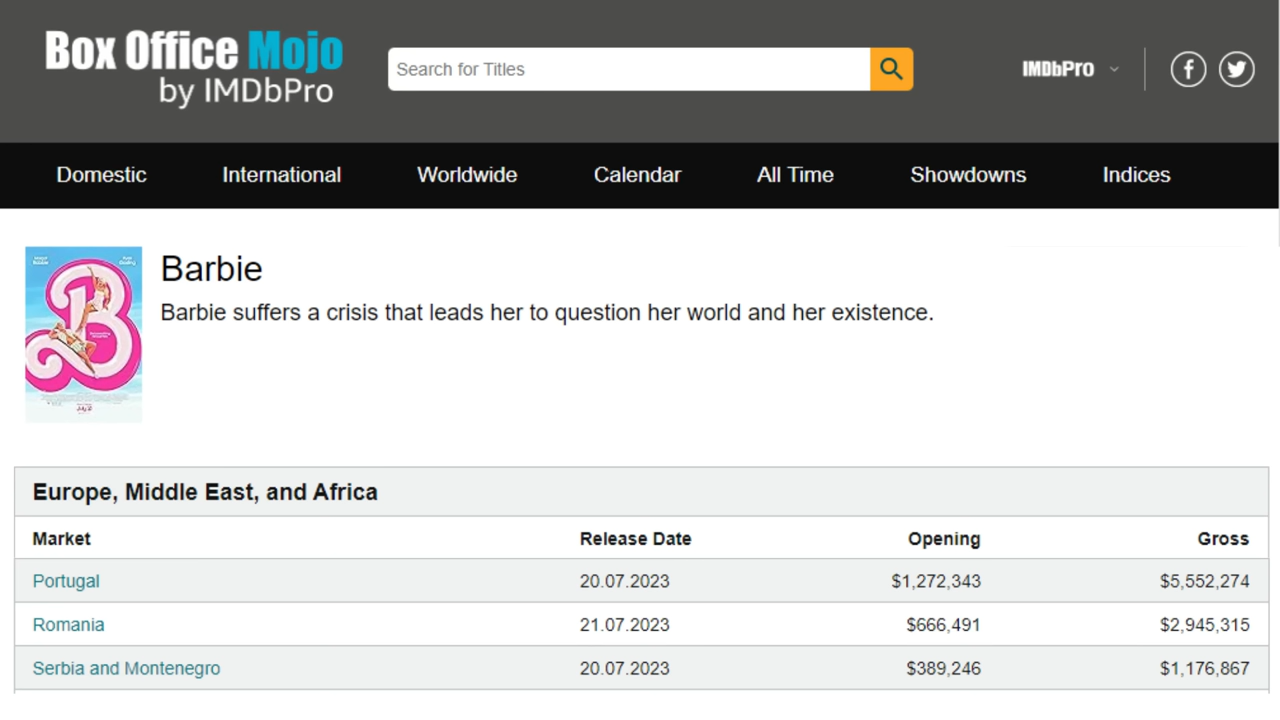 Box Office Mojo
by IMDbPro
Search for Titles
IMDbPro
Domestic International Worldwide Calendar All Time Showdowns Indices
Barbie
Barbie suffers a crisis that leads her to question her world and her existence.
Europe, Middle East, and Africa
Market Release Date Opening Gross
Portugal 20.07.2023 $1,272,343 $5,552,274
Romania 21.07.2023 $666,491 $2,945,315
Serbia and Montenegro 20.07.2023 $389,246 $1,176,867